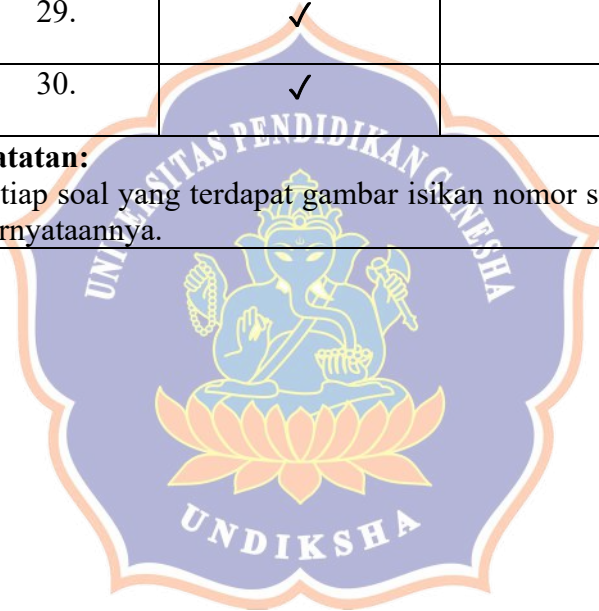 29. ✓
30. ✓
atatan:
tiap soal yang terdapat gambar isikan nomor s
rnyataannya.
UNIVERSITAS PENDIDIKAN GANESHA
UNDIKSHA